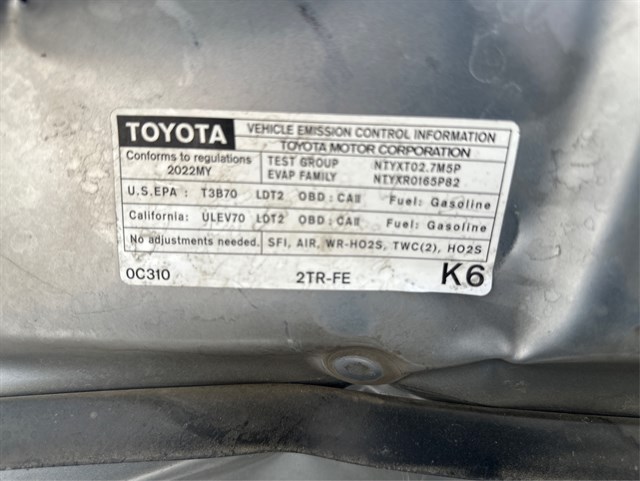 TOYOTA VEHICLE EMISSION CONTROL INFORMATION
TOYOTA MOTOR CORPORATION
Conforms to regulations TEST GROUP NTYXT02.7M5P
2022MY EVAP FAMILY NTYXR0165P82
U.S.EPA : T3B70 LDT2 OBD : CAII Fuel: Gasoline
California: ULEV70 LDT2 OBD : CAII Fuel: Gasoline
No adjustments needed. SFI, AIR, WR-HO2S, TWC(2), HO2S
0C310 2TR-FE K6